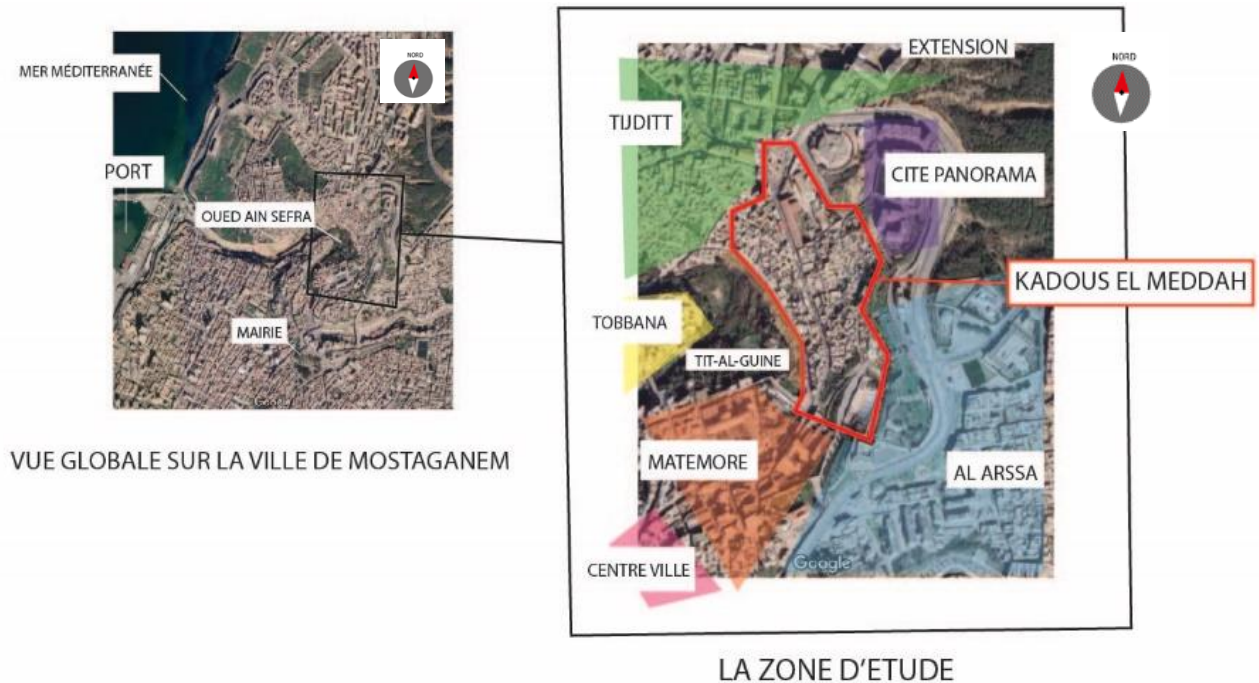 MER MÉDITERRANÉE
NORD
PORT
OUED AIN SEFRA
MAIRIE
Google
VUE GLOBALE SUR LA VILLE DE MOSTAGANEM
EXTENSION
NORD
TIJDITT
CITE PANORAMA
KADOUS EL MEDDAH
TOBBANA
TIT-AL-GUINE
MATEMORE
AL ARSSA
Google
CENTRE VILLE
LA ZONE D'ETUDE